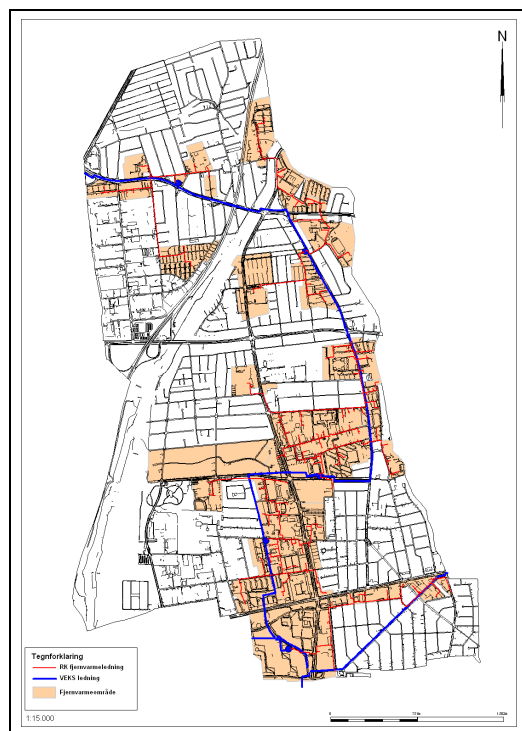 N
Tegnforklaring
RK fjernvarmeledning
VEKS ledning
Fjernvarmeområde
1:15.000
0